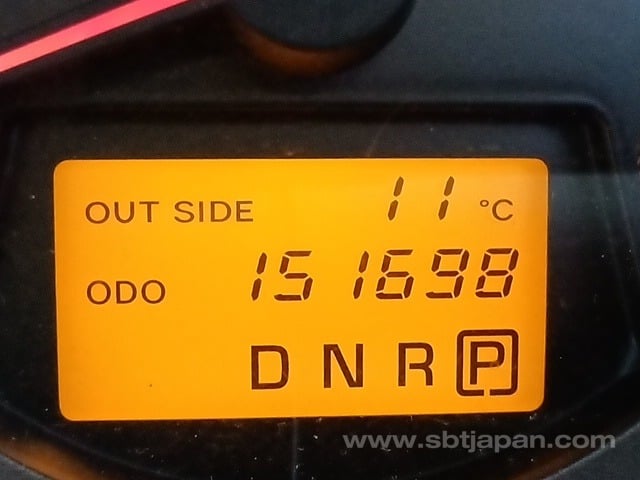 OUT SIDE 11 °C
ODO 151698
D N R P
www.sbtjapan.com